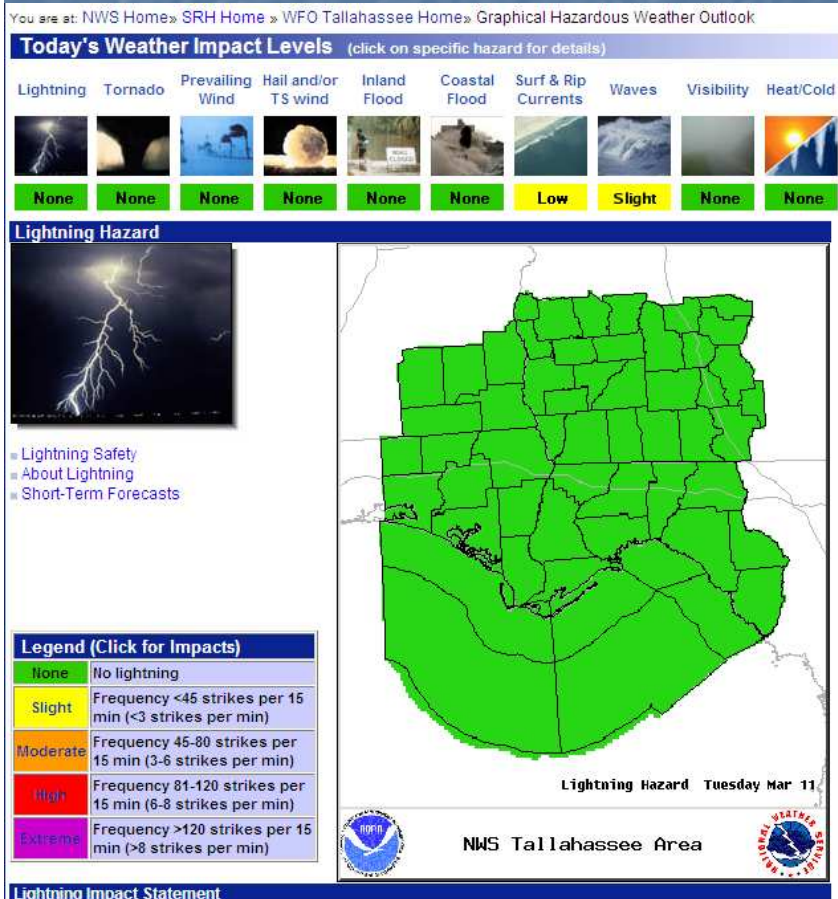 You are at: NWS Home» SRH Home » WFO Tallahassee Home» Graphical Hazardous Weather Outlook
Today's Weather Impact Levels (click on specific hazard for details)
Lightning Tornado Prevailing Wind Hail and/or TS wind Inland Flood Coastal Flood Surf & Rip Currents Waves Visibility Heat/Cold
None None None None None None Low Slight None None
Lightning Hazard
Lightning Safety
About Lightning
Short-Term Forecasts
Legend (Click for Impacts)
None No lightning
Slight Frequency <45 strikes per 15
min (<3 strikes per min)
Moderate Frequency 45-80 strikes per
15 min (3-6 strikes per min)
High Frequency 81-120 strikes per
15 min (6-8 strikes per min)
Extreme Frequency >120 strikes per 15
min (>8 strikes per min)
Lightning Hazard Tuesday Mar 11
NOAA
NWS Tallahassee Area
NATIONAL WEATHER SERVICE
Lightning Impact Statement